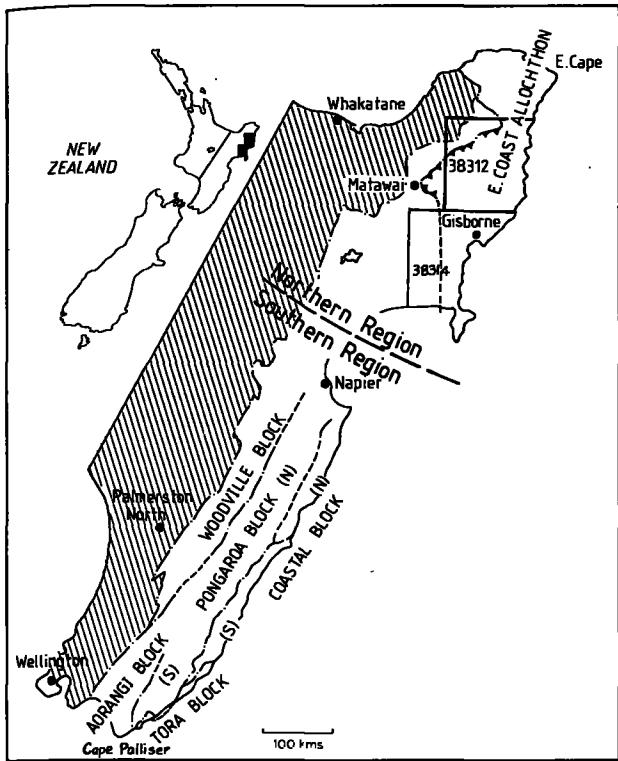 E. Cape
Whakatane
NEW
ZEALAND
E. COAST ALLOCHTHON
38312
Matawai
Gisborne
38314
Northern Region
Southern Region
Napier
WOODVILLE BLOCK
Palmerston
North
PONGAROA BLOCK (N)
(N)
COASTAL BLOCK
(S)
Wellington
AORANGI BLOCK
(S)
TORA BLOCK
Cape Palliser
100 kms